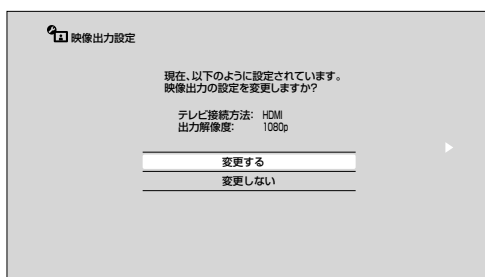 映像出力設定
現在、以下のように設定されています。
映像出力の設定を変更しますか?
テレビ接続方法: HDMI
出力解像度: 1080p
変更する
変更しない